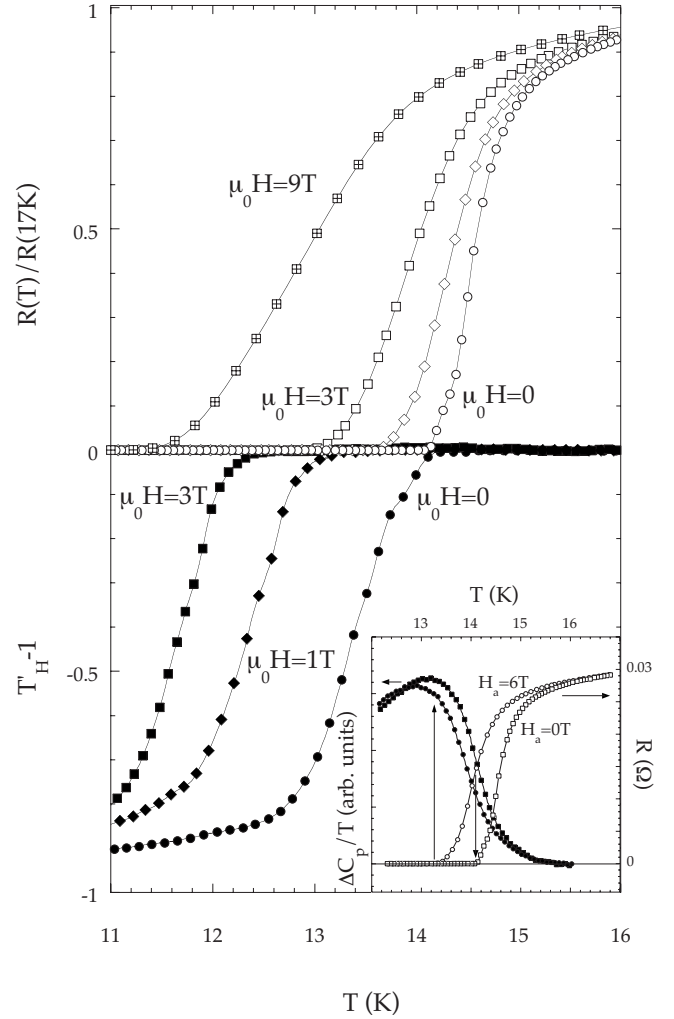 1
R(T)/R(17K)
0.5
0
μ₀H=9T
μ₀H=3T
μ₀H=0
μ₀H=3T
μ₀H=0
μ₀H=1T
T'H-1
-0.5
-1
T (K)
13 14 15 16
0.03
Hₐ=6T
Hₐ=0T
R (Ω)
ΔCₚ/T (arb. units)
0
11 12 13 14 15 16
T (K)